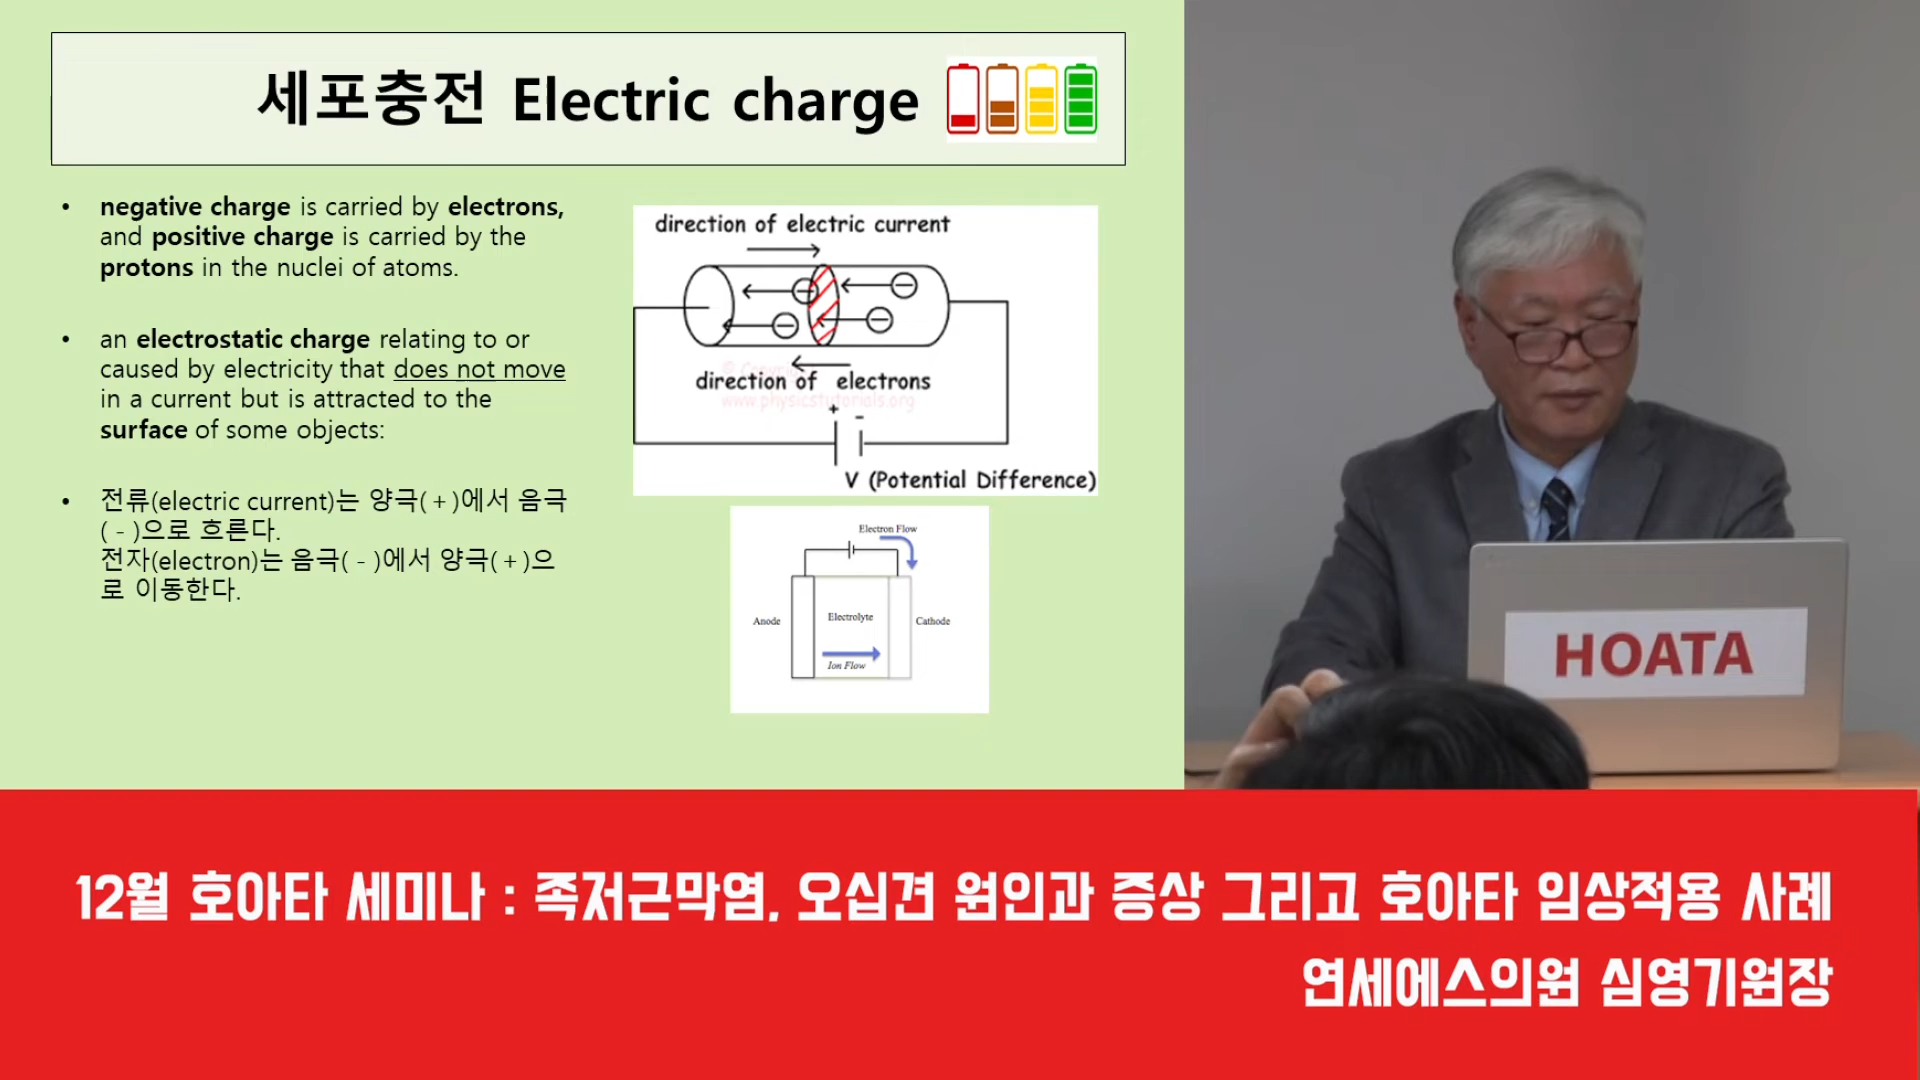 세포충전 Electric charge
• negative charge is carried by electrons,
and positive charge is carried by the
protons in the nuclei of atoms.
• an electrostatic charge relating to or
caused by electricity that does not move
in a current but is attracted to the
surface of some objects:
• 전류(electric current)는 양극(+)에서 음극
(-)으로 흐른다.
전자(electron)는 음극(-)에서 양극(+)으
로 이동한다.
direction of electric current
direction of electrons
www.physicstutorials.org
+ -
V (Potential Difference)
Electron Flow
Anode
Electrolyte
Cathode
Ion Flow
HOATA
12월 호아타 세미나 : 족저근막염, 오십견 원인과 증상 그리고 호아타 임상적용 사례
연세에스의원 심영기원장